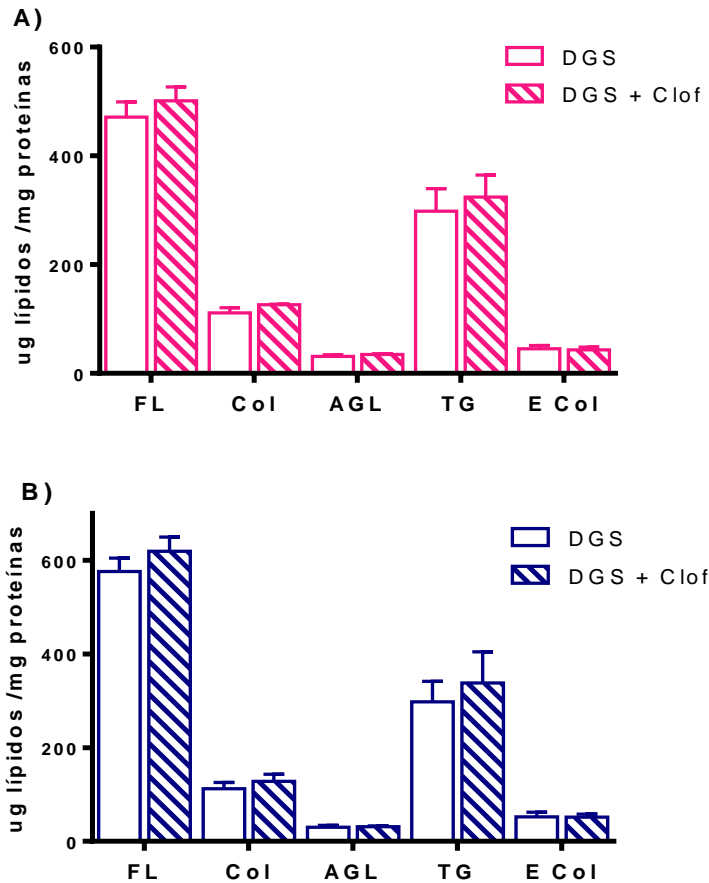 A)
600
400
200
0
ug lípidos /mg proteínas
DGS
DGS + Clof
FL Col AGL TG E Col
B)
600
400
200
0
ug lípidos /mg proteínas
DGS
DGS + Clof
FL Col AGL TG E Col